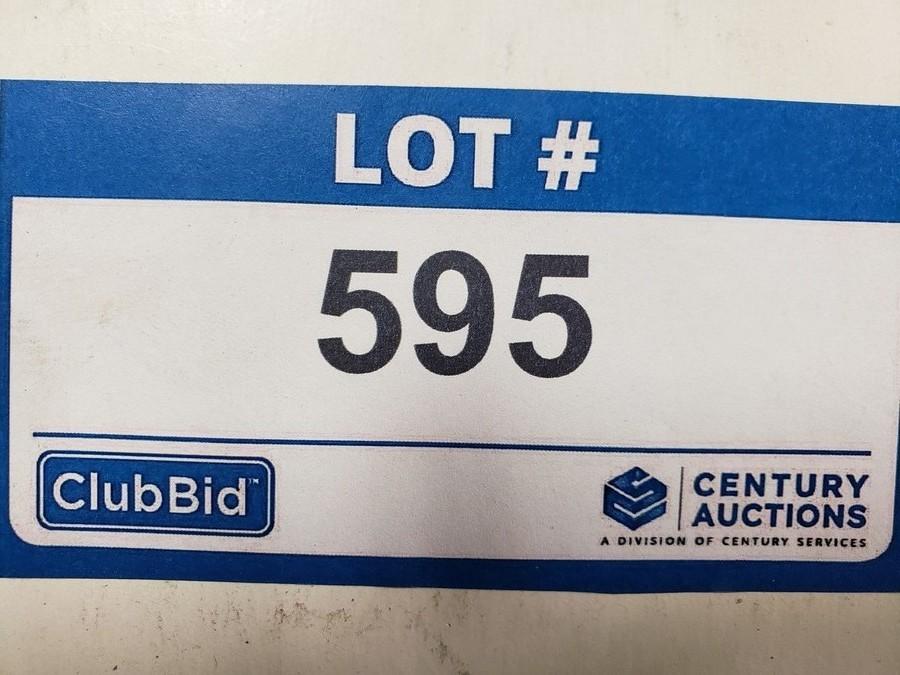 LOT #
595
ClubBid™
CENTURY
AUCTIONS
A DIVISION OF CENTURY SERVICES